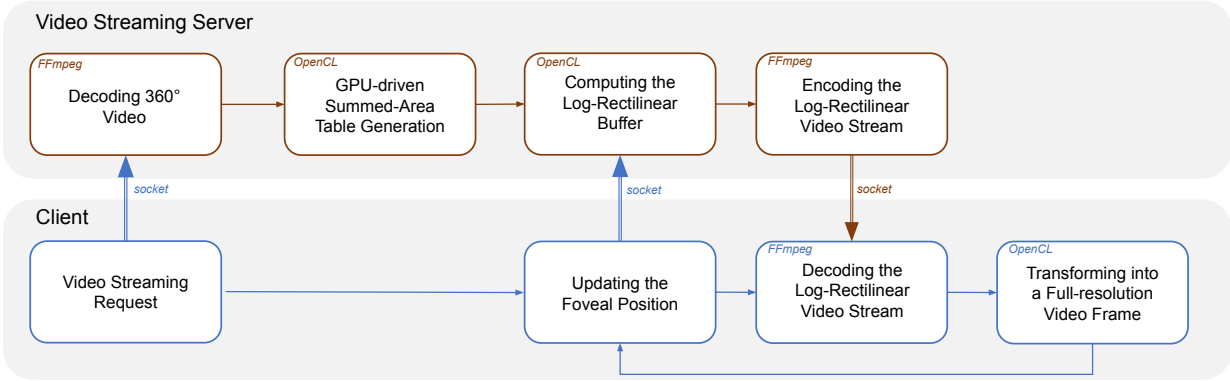 Video Streaming Server
FFmpeg
Decoding 360°
Video
OpenCL
GPU-driven
Summed-Area
Table Generation
OpenCL
Computing the
Log-Rectilinear
Buffer
FFmpeg
Encoding the
Log-Rectilinear
Video Stream
socket
socket
socket
Client
Video Streaming
Request
Updating the
Foveal Position
FFmpeg
Decoding the
Log-Rectilinear
Video Stream
OpenCL
Transforming into
a Full-resolution
Video Frame